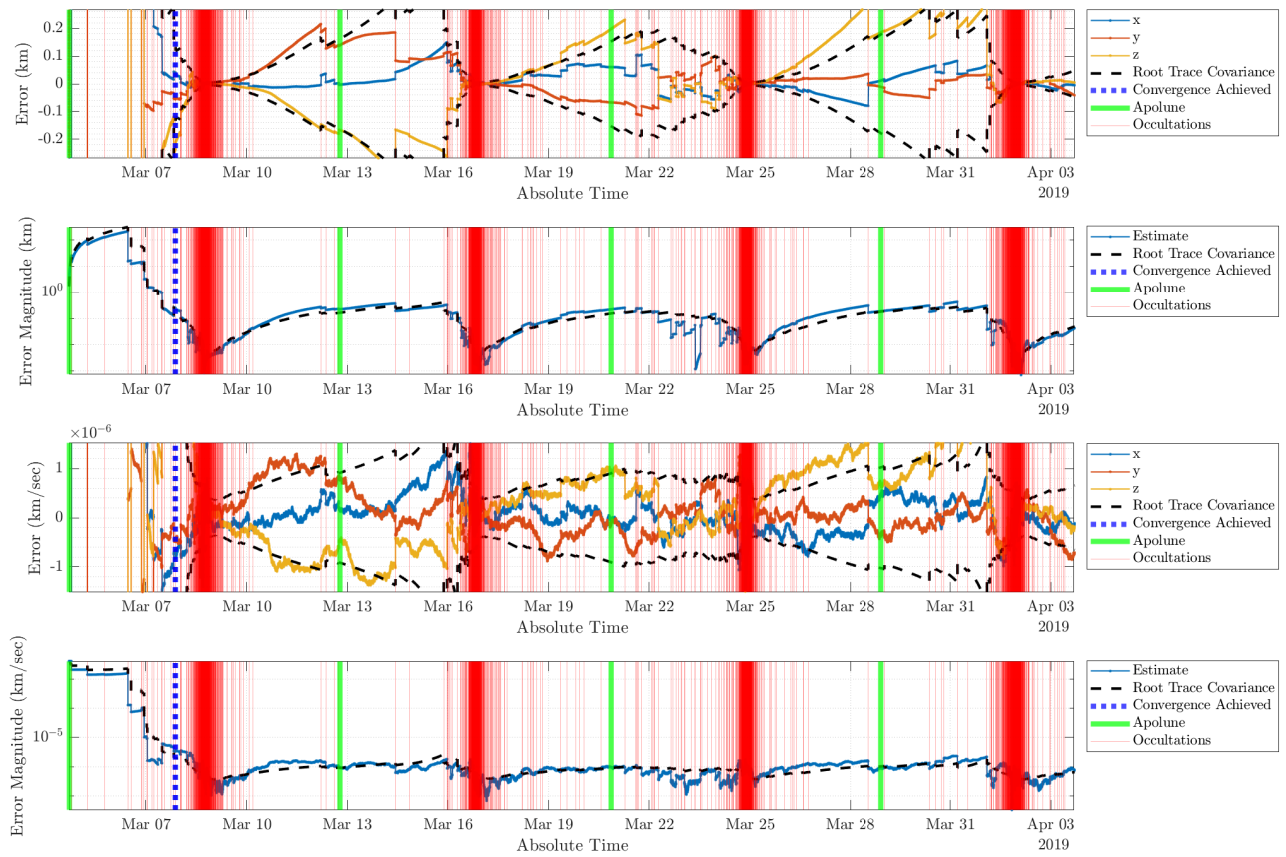 0.2
0.1
0
-0.1
-0.2
Error (km)
Mar 07 Mar 10 Mar 13 Mar 16 Mar 19 Mar 22 Mar 25 Mar 28 Mar 31 Apr 03
Absolute Time 2019
x
y
z
Root Trace Covariance
Convergence Achieved
Apolune
Occultations
Error Magnitude (km)
10^0
Mar 07 Mar 10 Mar 13 Mar 16 Mar 19 Mar 22 Mar 25 Mar 28 Mar 31 Apr 03
Absolute Time 2019
Estimate
Root Trace Covariance
Convergence Achieved
Apolune
Occultations
×10^-6
1
0
-1
Error (km/sec)
Mar 07 Mar 10 Mar 13 Mar 16 Mar 19 Mar 22 Mar 25 Mar 28 Mar 31 Apr 03
Absolute Time 2019
x
y
z
Root Trace Covariance
Convergence Achieved
Apolune
Occultations
Error Magnitude (km/sec)
10^-5
Mar 07 Mar 10 Mar 13 Mar 16 Mar 19 Mar 22 Mar 25 Mar 28 Mar 31 Apr 03
Absolute Time 2019
Estimate
Root Trace Covariance
Convergence Achieved
Apolune
Occultations